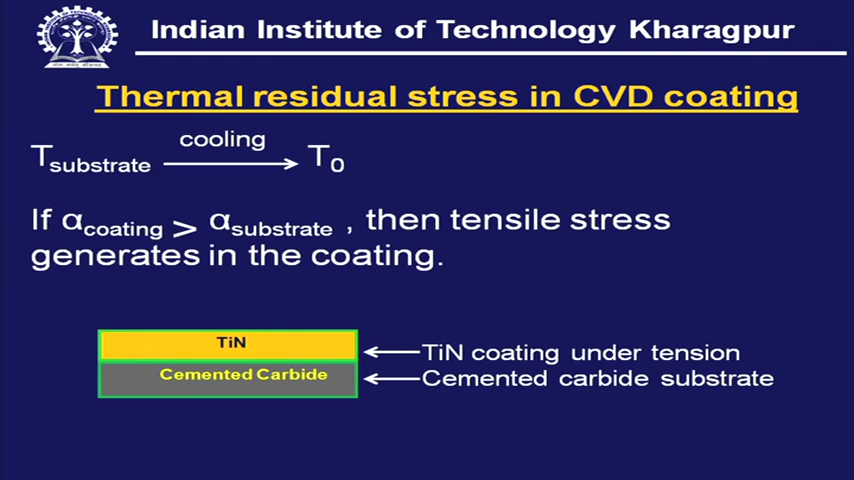 Indian Institute of Technology Kharagpur
Thermal residual stress in CVD coating
cooling
Tsubstrate → T0
If αcoating > αsubstrate , then tensile stress
generates in the coating.
TiN
TiN coating under tension
Cemented Carbide
Cemented carbide substrate